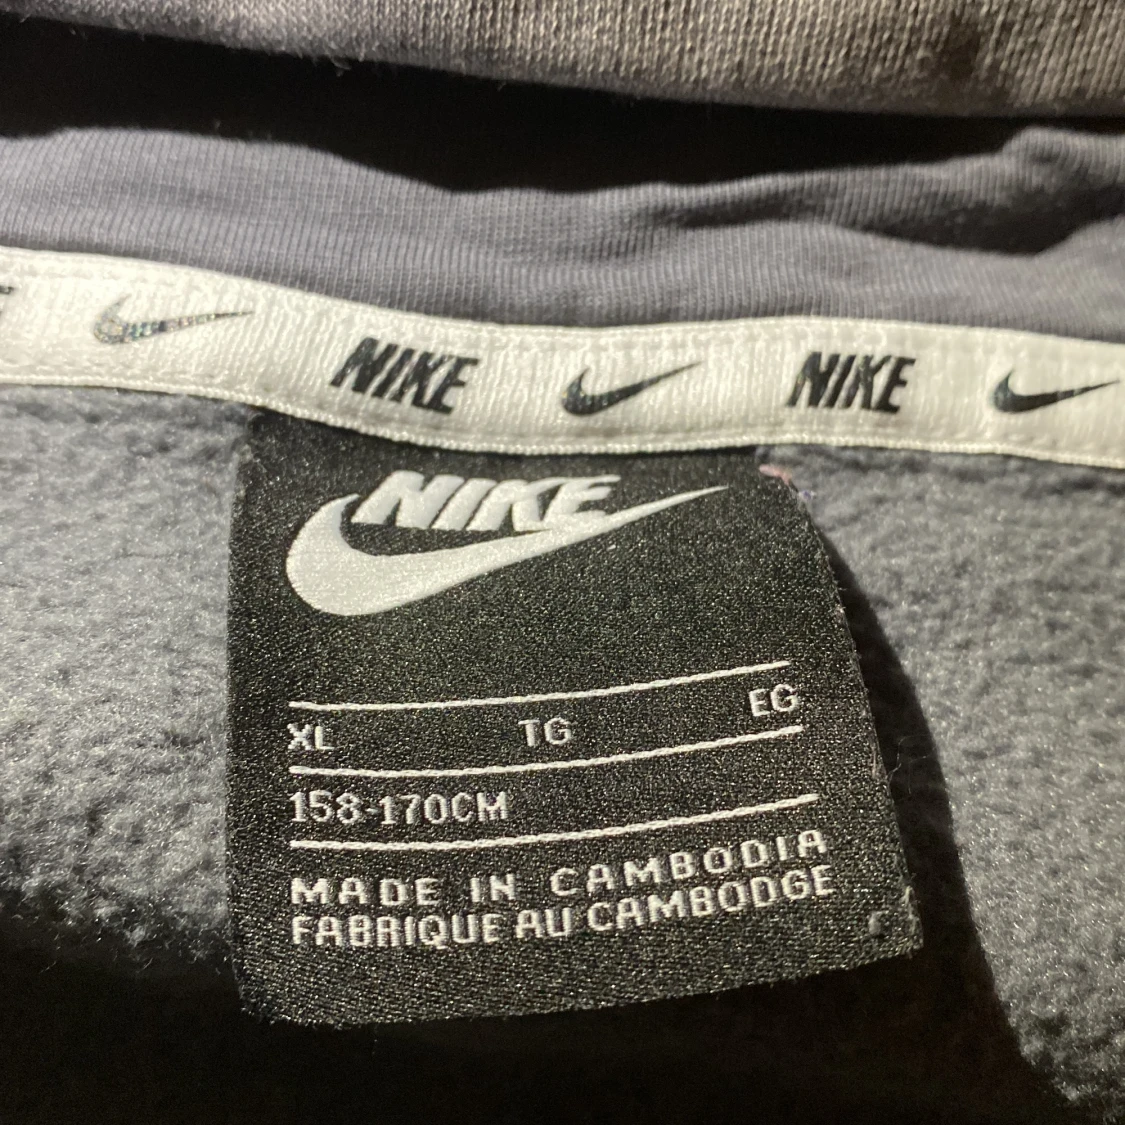 NIKE NIKE
NIKE
XL TG EG
158-170CM
MADE IN CAMBODIA
FABRIQUE AU CAMBODGE